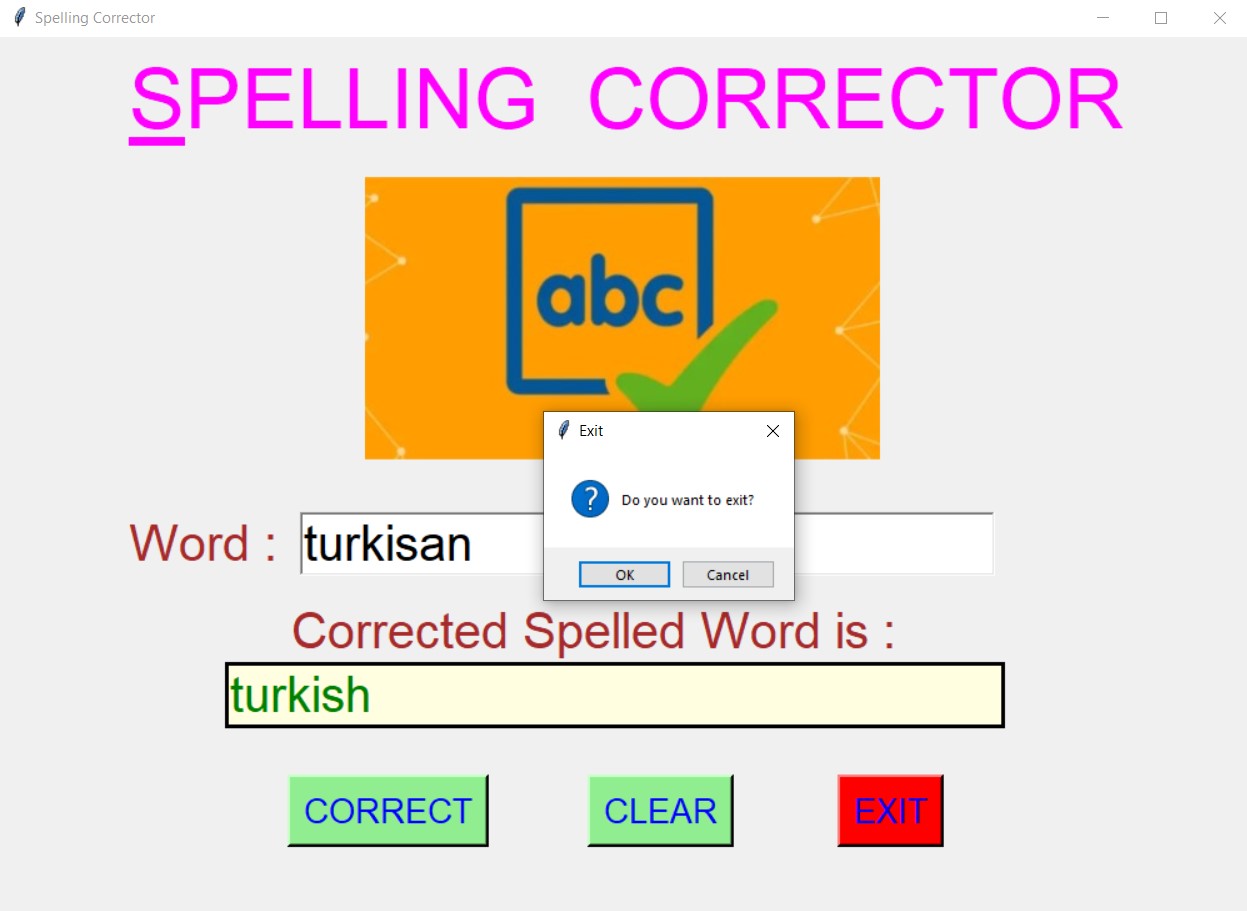 Spelling Corrector
SPELLING CORRECTOR
abc
Exit
? Do you want to exit?
OK Cancel
Word : turkisan
Corrected Spelled Word is :
turkish
CORRECT CLEAR EXIT